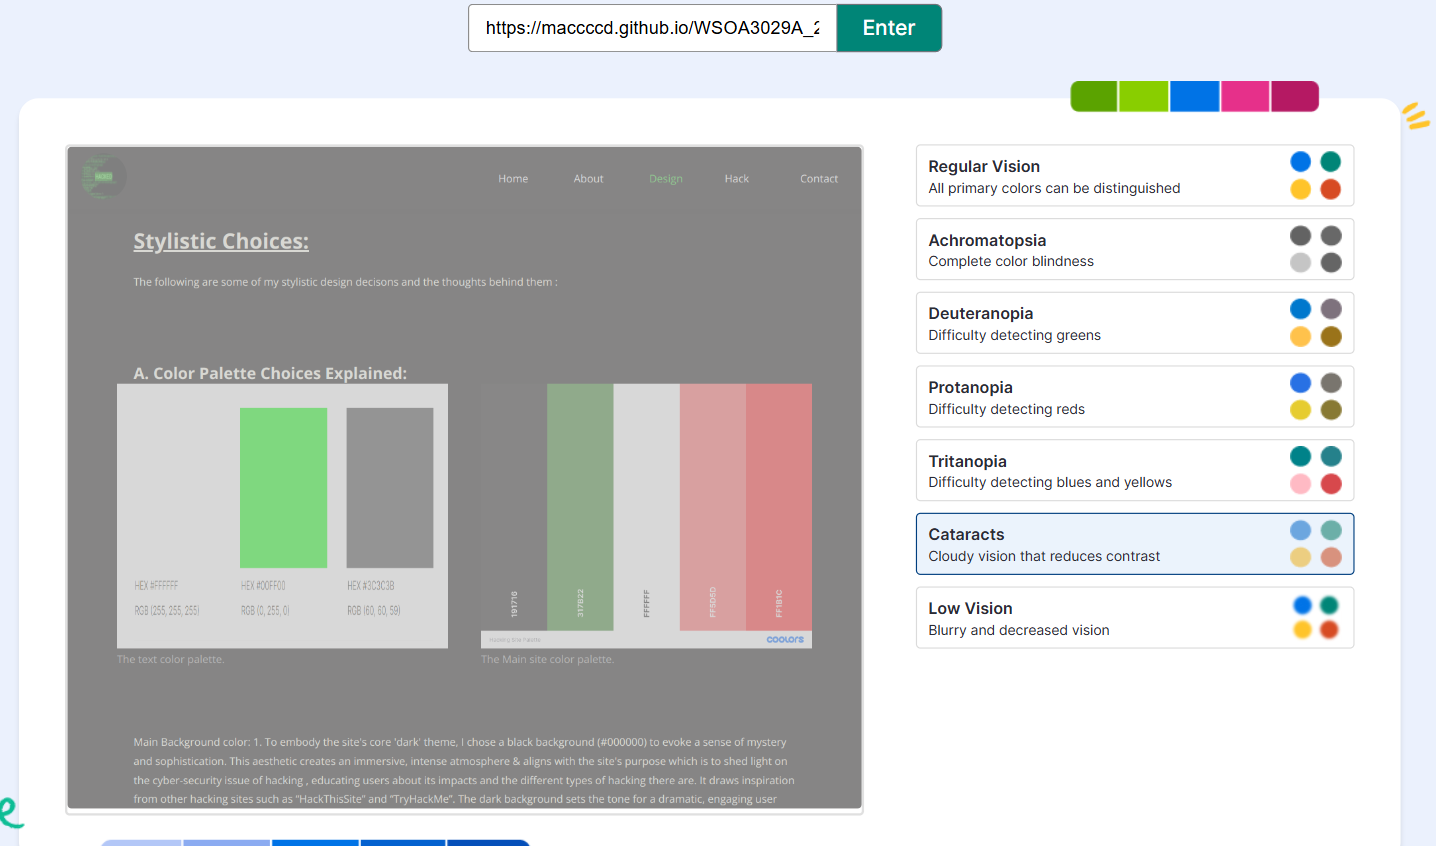 https://maccccd.github.io/WSOA3029A_2
Enter
Home About Design Hack Contact
Stylistic Choices:
The following are some of my stylistic design decisons and the thoughts behind them :
A. Color Palette Choices Explained:
HEX #FFFFFF
RGB (255, 255, 255)
HEX #00FF00
RGB (0, 255, 0)
HEX #3C3C3B
RGB (60, 60, 59)
191716
317B22
FFFFFF
FF5D5D
FF1B1C
Hacking Site Palette
coolors
The text color palette.
The Main site color palette.
Main Background color: 1. To embody the site's core 'dark' theme, I chose a black background (#000000) to evoke a sense of mystery
and sophistication. This aesthetic creates an immersive, intense atmosphere & aligns with the site's purpose which is to shed light on
the cyber-security issue of hacking , educating users about its impacts and the different types of hacking there are. It draws inspiration
from other hacking sites such as “HackThisSite” and “TryHackMe”. The dark background sets the tone for a dramatic, engaging user
Regular Vision
All primary colors can be distinguished
Achromatopsia
Complete color blindness
Deuteranopia
Difficulty detecting greens
Protanopia
Difficulty detecting reds
Tritanopia
Difficulty detecting blues and yellows
Cataracts
Cloudy vision that reduces contrast
Low Vision
Blurry and decreased vision